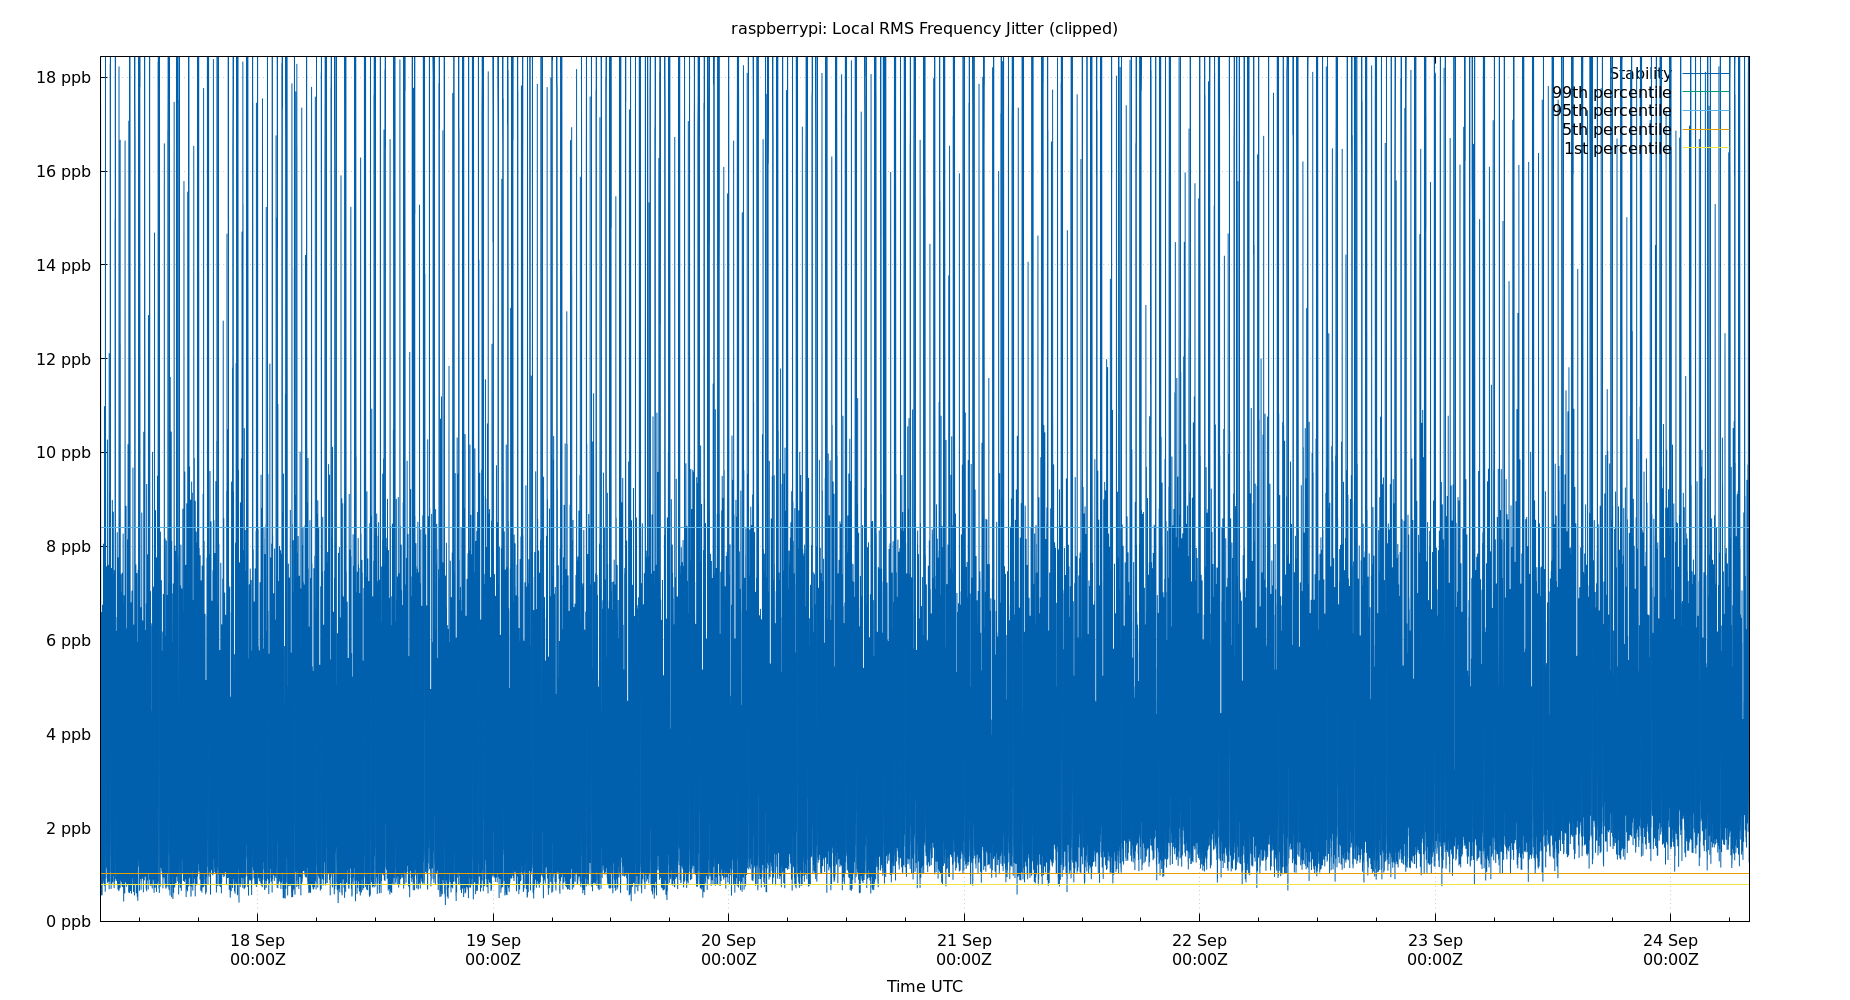 raspberrypi: Local RMS Frequency Jitter (clipped)
18 ppb
16 ppb
14 ppb
12 ppb
10 ppb
8 ppb
6 ppb
4 ppb
2 ppb
0 ppb
Stability
99th percentile
95th percentile
5th percentile
1st percentile
18 Sep
00:00Z
19 Sep
00:00Z
20 Sep
00:00Z
21 Sep
00:00Z
22 Sep
00:00Z
23 Sep
00:00Z
24 Sep
00:00Z
Time UTC